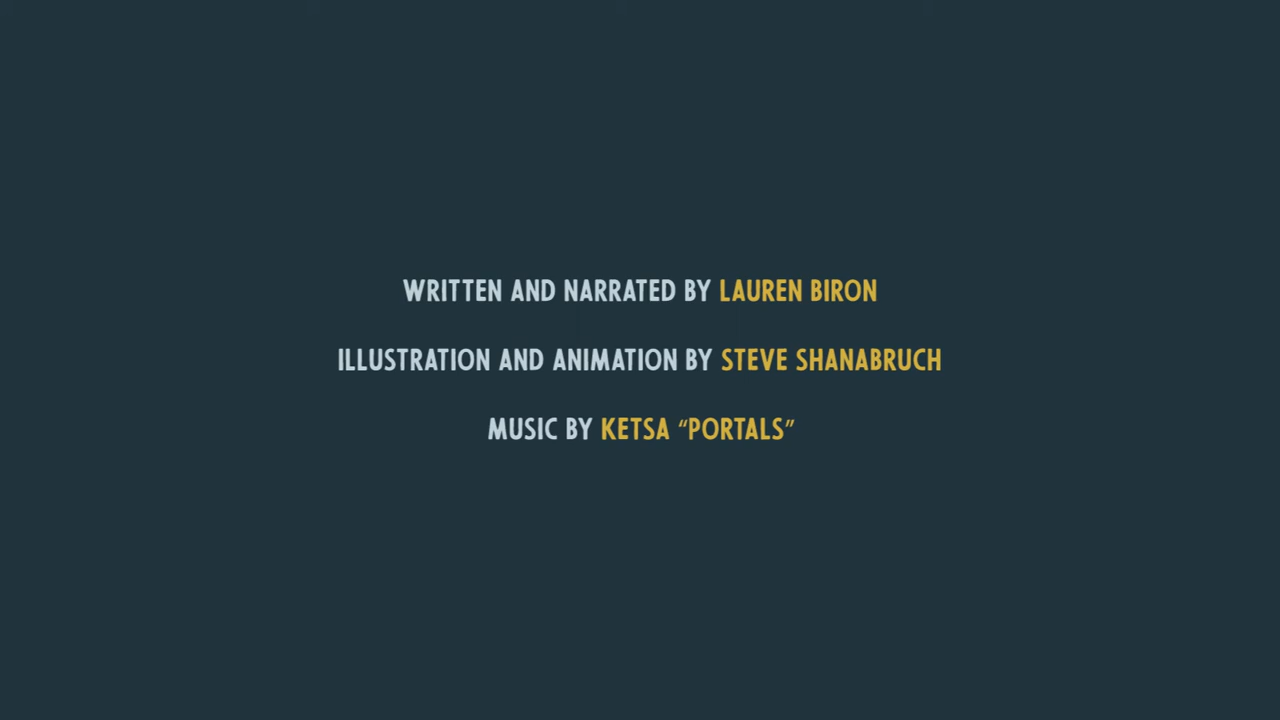 WRITTEN AND NARRATED BY LAUREN BIRON
ILLUSTRATION AND ANIMATION BY STEVE SHANABRUCH
MUSIC BY KETSA “PORTALS”